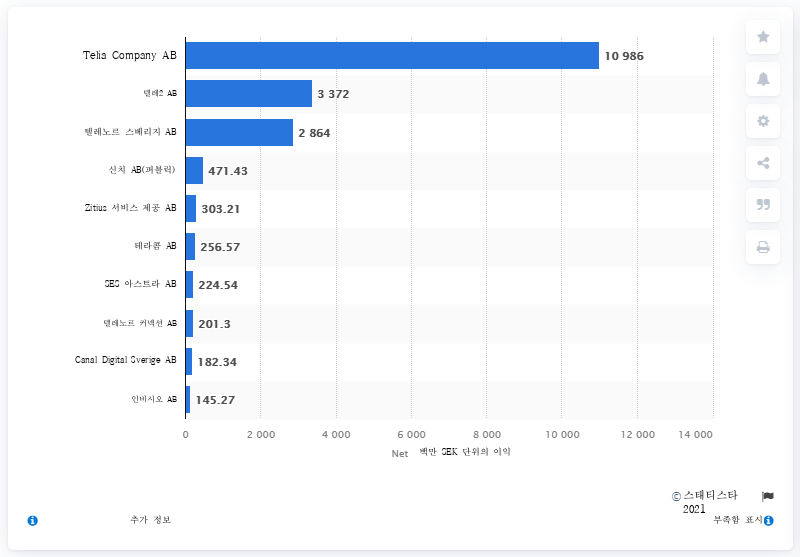 Telia Company AB
10 986
텔레2 AB
3 372
텔레노르 스베리지 AB
2 864
신치 AB(퍼블릭)
471.43
Zitius 서비스 제공 AB
303.21
테라콤 AB
256.57
SES 아스트라 AB
224.54
텔레노르 커넥션 AB
201.3
Canal Digital Sverige AB
182.34
인비시오 AB
145.27
0 2 000 4 000 6 000 8 000 10 000 12 000 14 000
Net 백만 SEK 단위의 이익
© 스태티스타
2021
추가 정보
부족함 표시